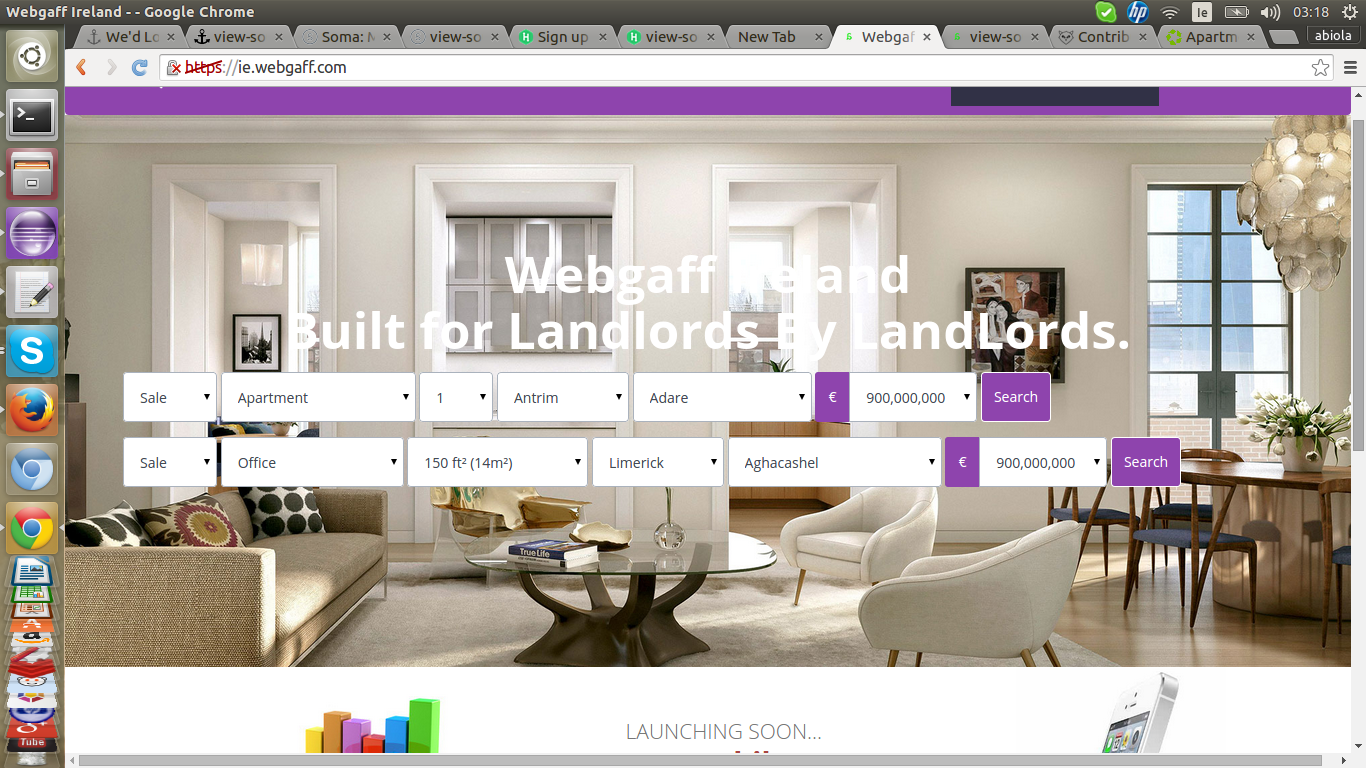 Webgaff Ireland - - Google Chrome
Ie
03:18
We'd Lo
view-so
Soma: M
view-so
Sign up
view-so
New Tab
Webgaf
view-so
Contrib
Apartm
abiola
https://ie.webgaff.com
Webgaff Ireland
Built for Landlords By LandLords.
Sale
Apartment
1
Antrim
Adare
€
900,000,000
Search
Sale
Office
150 ft² (14m²)
Limerick
Aghacashel
€
900,000,000
Search
True Life
LAUNCHING SOON...
Tube